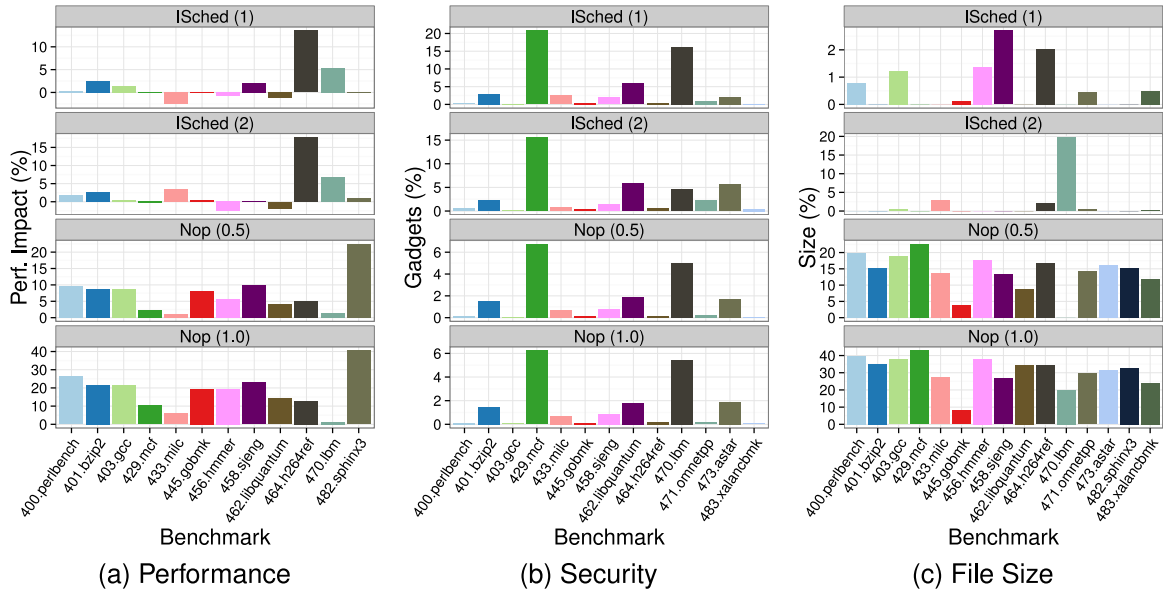 ISched (1)
10
5
0
ISched (2)
15
10
5
0
Nop (0.5)
20
15
10
5
0
Nop (1.0)
40
30
20
10
0
Perf. Impact (%)
400.perlbench
401.bzip2
403.gcc
429.mcf
433.milc
445.gobmk
456.hmmer
458.sjeng
462.libquantum
464.h264ref
470.lbm
482.sphinx3
Benchmark
(a) Performance
ISched (1)
20
15
10
5
0
ISched (2)
15
10
5
0
Nop (0.5)
6
4
2
0
Nop (1.0)
6
4
2
0
Gadgets (%)
400.perlbench
401.bzip2
403.gcc
429.mcf
433.milc
445.gobmk
458.sjeng
462.libquantum
464.h264ref
470.lbm
471.omnetpp
473.astar
483.xalancbmk
Benchmark
(b) Security
ISched (1)
2
1
0
ISched (2)
20
15
10
5
0
Nop (0.5)
20
15
10
5
0
Nop (1.0)
40
30
20
10
0
Size (%)
400.perlbench
401.bzip2
403.gcc
429.mcf
433.milc
445.gobmk
456.hmmer
458.sjeng
462.libquantum
464.h264ref
470.lbm
471.omnetpp
473.astar
482.sphinx3
483.xalancbmk
Benchmark
(c) File Size